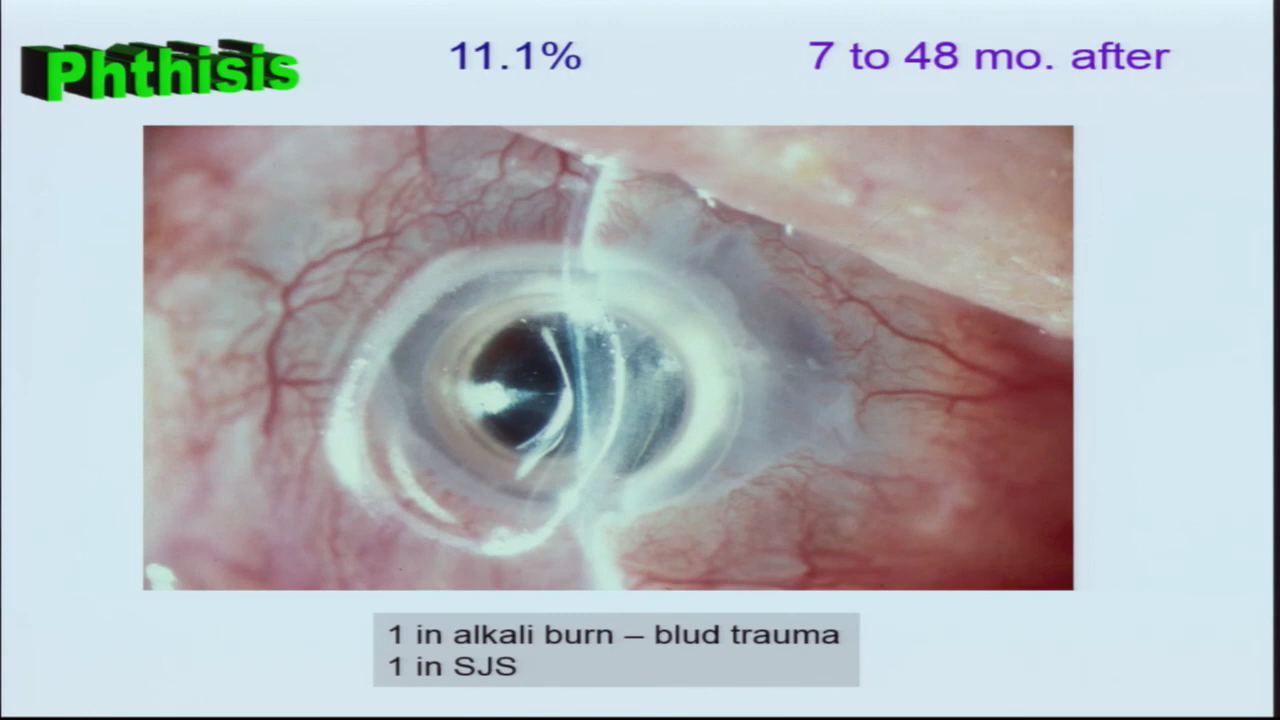 Phthisis
11.1%
7 to 48 mo. after
1 in alkali burn – blud trauma
1 in SJS